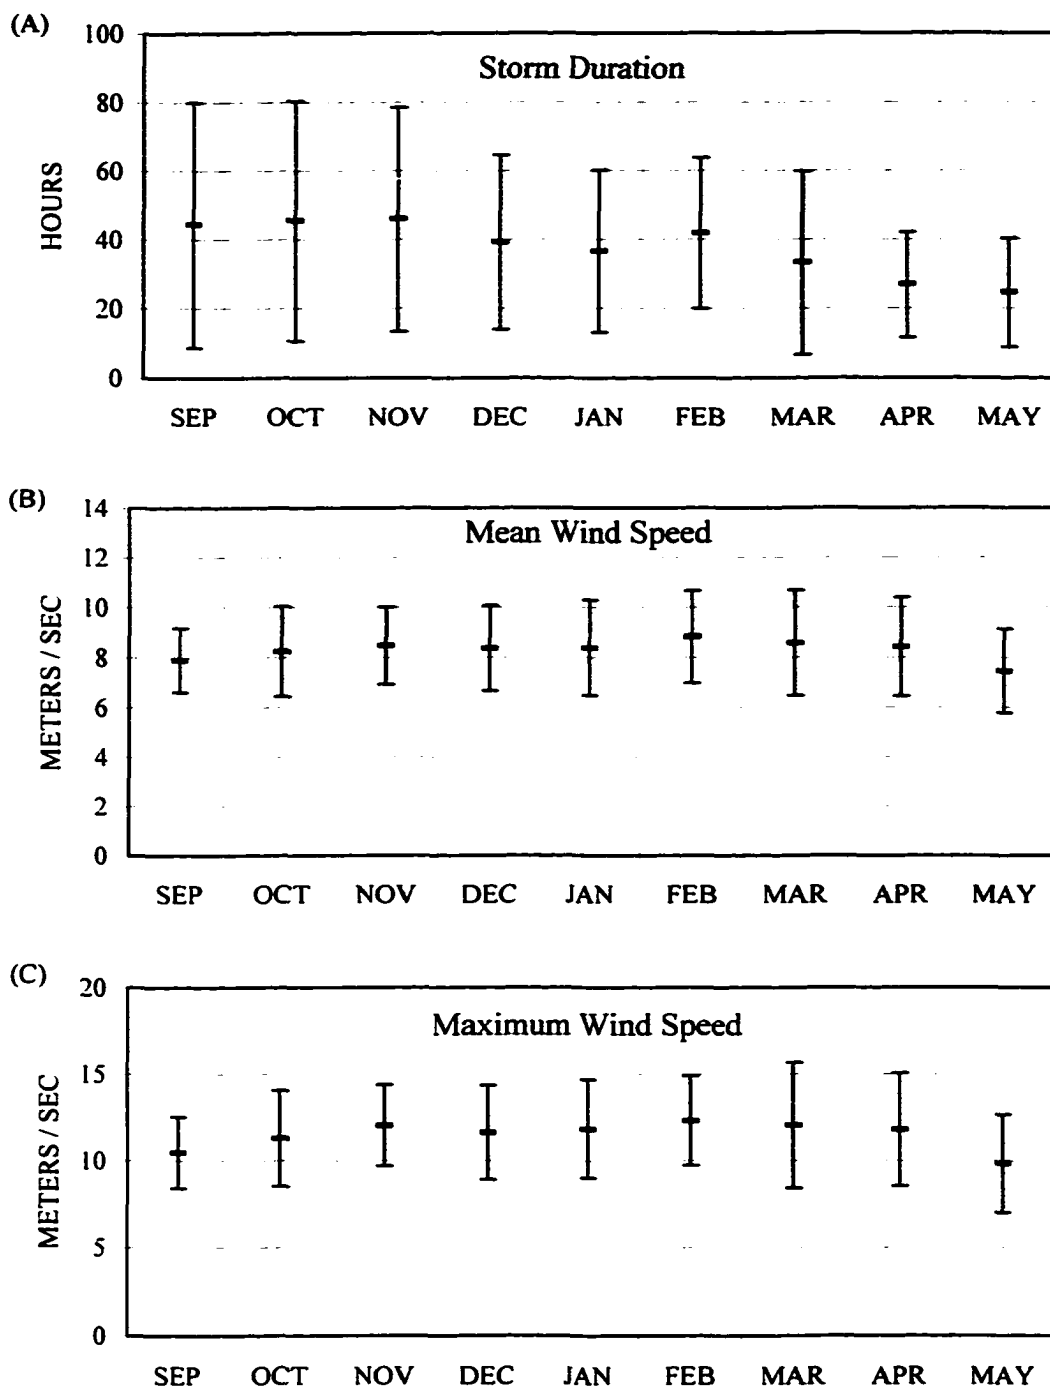 (A)
100
Storm Duration
80
60
HOURS
40
20
0
SEP OCT NOV DEC JAN FEB MAR APR MAY
(B)
14
Mean Wind Speed
12
10
METERS / SEC
8
6
4
2
0
SEP OCT NOV DEC JAN FEB MAR APR MAY
(C)
20
Maximum Wind Speed
15
METERS / SEC
10
5
0
SEP OCT NOV DEC JAN FEB MAR APR MAY